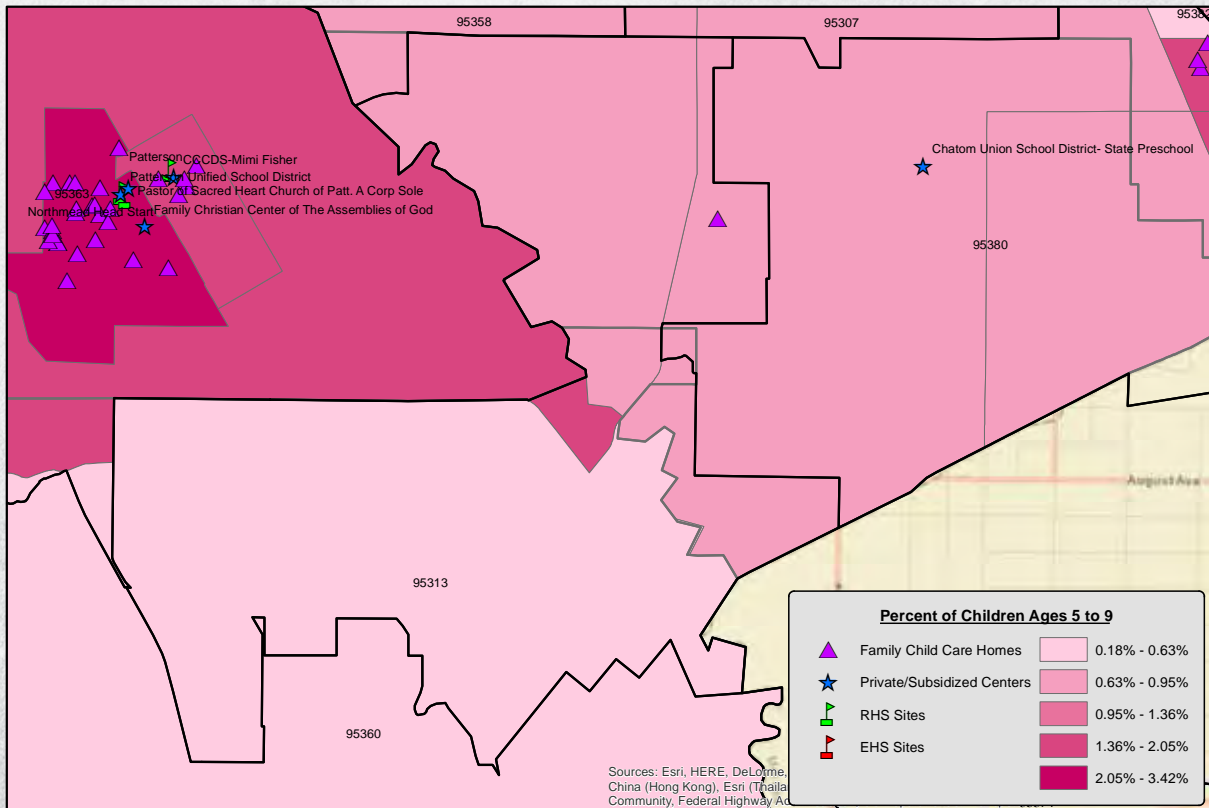 95358
95307
95382
Chatom Union School District- State Preschool
Patterson
CCCDS-Mimi Fisher
Patterson Unified School District
95363
Pastor of Sacred Heart Church of Patt. A Corp Sole
Northmead Head Start
Family Christian Center of The Assemblies of God
95380
August Ave
95313
95360
Percent of Children Ages 5 to 9
Family Child Care Homes
0.18% - 0.63%
Private/Subsidized Centers
0.63% - 0.95%
RHS Sites
0.95% - 1.36%
EHS Sites
1.36% - 2.05%
2.05% - 3.42%
Sources: Esri, HERE, DeLorme,
China (Hong Kong), Esri (Thaila
Community, Federal Highway Ad